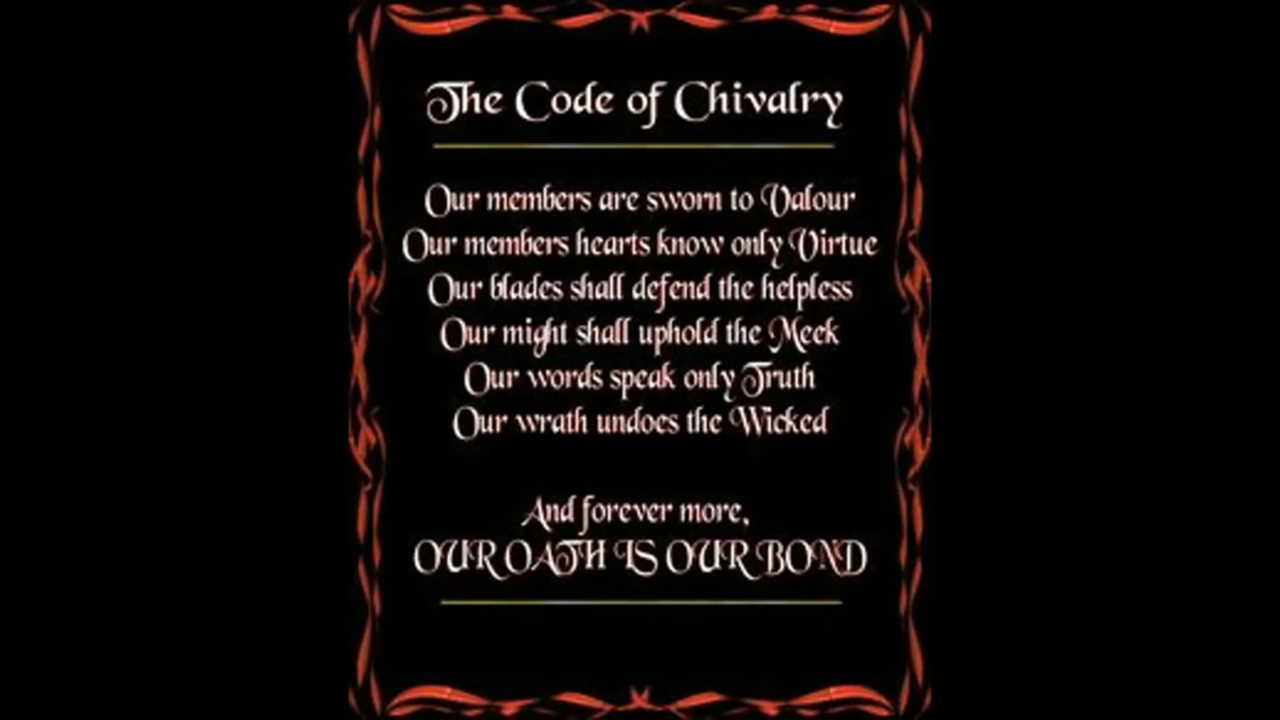 The Code of Chivalry
Our members are sworn to Valour
Our members hearts know only Virtue
Our blades shall defend the helpless
Our might shall uphold the Meek
Our words speak only Truth
Our wrath undoes the Wicked
And forever more,
OUR OATH IS OUR BOND